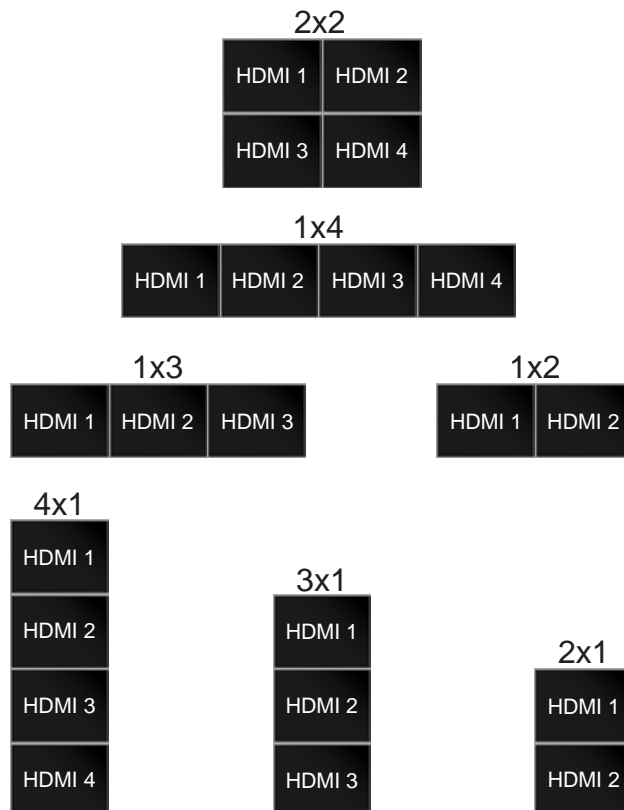 2x2
HDMI 1 HDMI 2
HDMI 3 HDMI 4
1x4
HDMI 1 HDMI 2 HDMI 3 HDMI 4
1x3
HDMI 1 HDMI 2 HDMI 3
1x2
HDMI 1 HDMI 2
4x1
HDMI 1
HDMI 2
HDMI 3
HDMI 4
3x1
HDMI 1
HDMI 2
HDMI 3
2x1
HDMI 1
HDMI 2